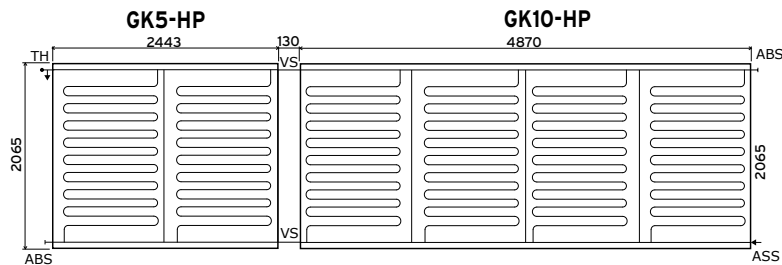 GK5-HP GK10-HP
2443 130 4870
TH VS ABS
2065 2065
VS
ABS ASS